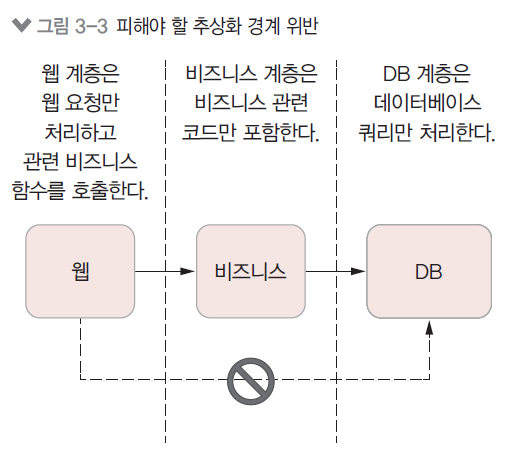 그림 3-3 피해야 할 추상화 경계 위반
웹 계층은
웹 요청만
처리하고
관련 비즈니스
함수를 호출한다.
비즈니스 계층은
비즈니스 관련
코드만 포함한다.
DB 계층은
데이터베이스
쿼리만 처리한다.
웹
비즈니스
DB